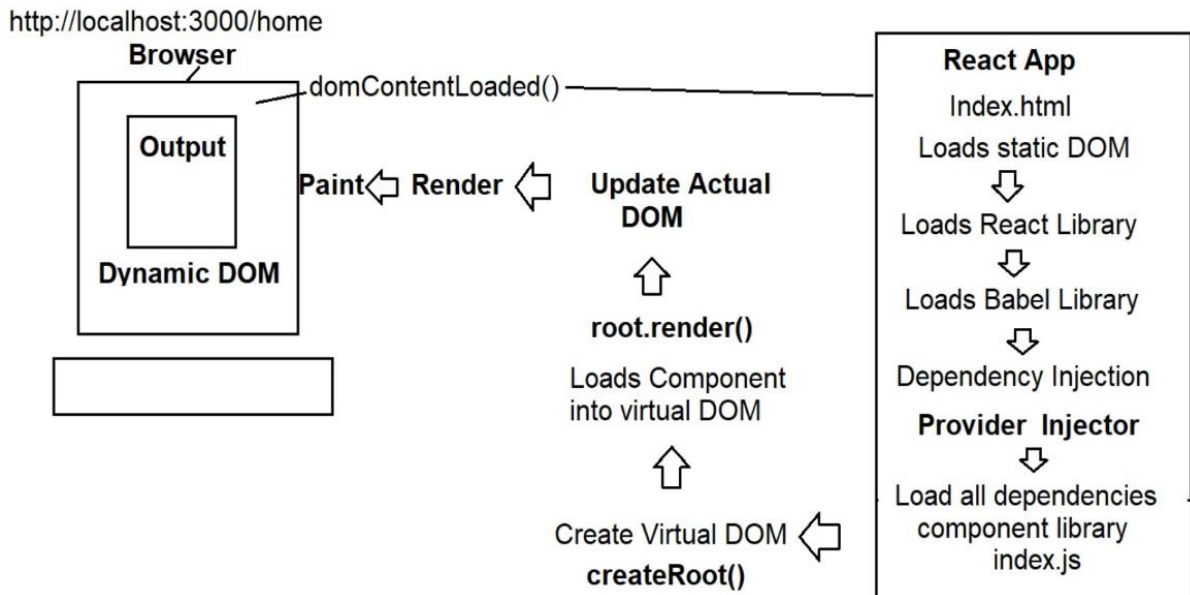 http://localhost:3000/home
Browser
domContentLoaded()
Output
Dynamic DOM
Paint
Render
Update Actual
DOM
root.render()
Loads Component
into virtual DOM
Create Virtual DOM
createRoot()
React App
Index.html
Loads static DOM
Loads React Library
Loads Babel Library
Dependency Injection
Provider Injector
Load all dependencies
component library
index.js